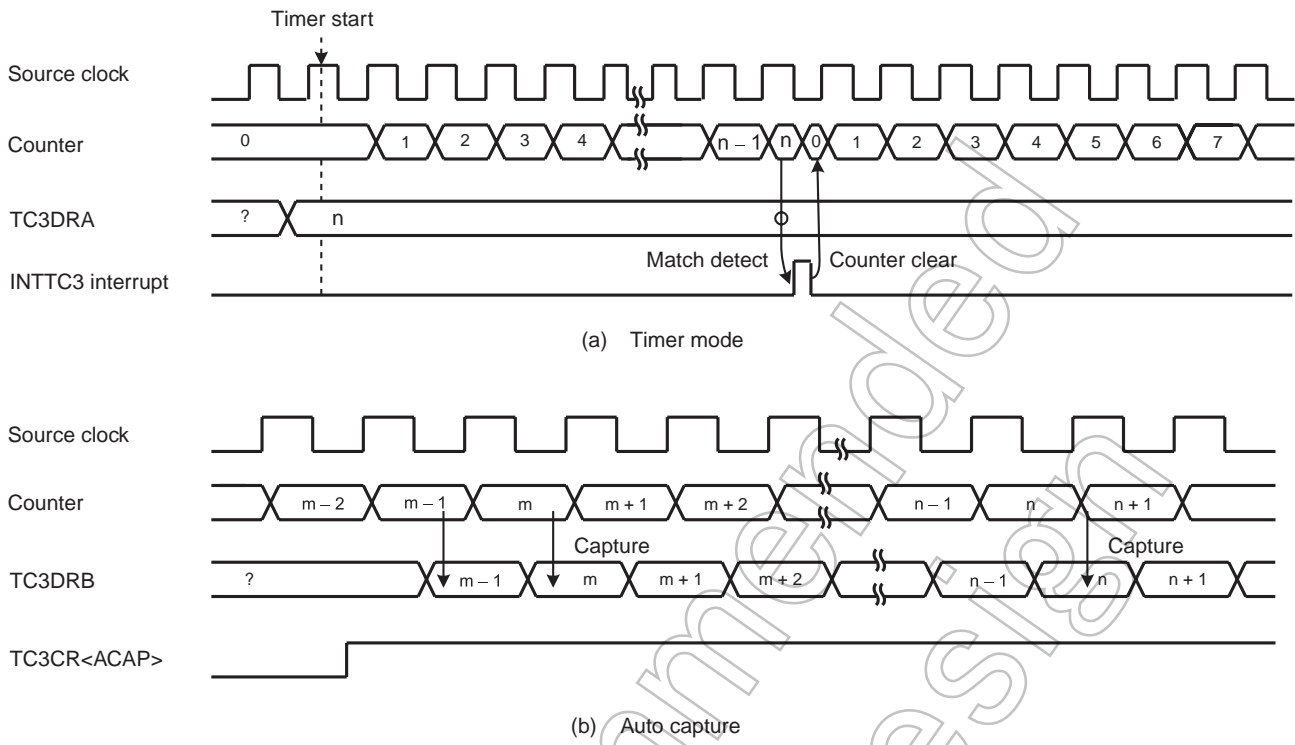 Timer start
Source clock
Counter
0 1 2 3 4 n – 1 n 0 1 2 3 4 5 6 7
TC3DRA
? n
Match detect Counter clear
INTTC3 interrupt
(a) Timer mode
Source clock
Counter
m – 2 m – 1 m m + 1 m + 2 n – 1 n n + 1
Capture Capture
TC3DRB
? m – 1 m m + 1 m + 2 n – 1 n n + 1
TC3CR<ACAP>
(b) Auto capture